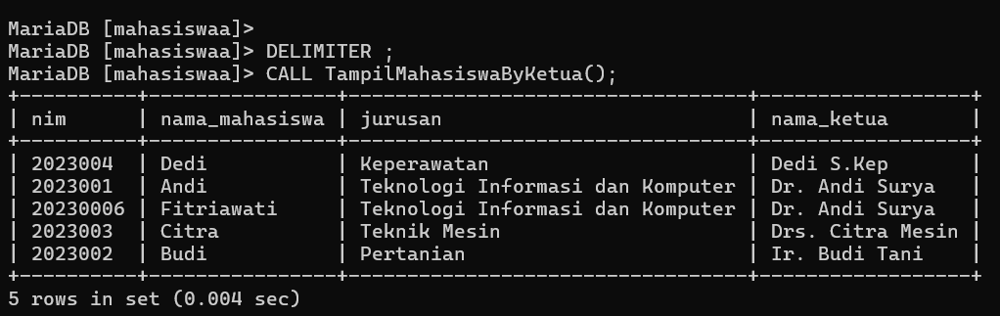 MariaDB [mahasiswaa]>
MariaDB [mahasiswaa]> DELIMITER ;
MariaDB [mahasiswaa]> CALL TampilMahasiswaByKetua();
+----------+----------------+----------------------------------+------------------+
| nim      | nama_mahasiswa | jurusan                          | nama_ketua       |
+----------+----------------+----------------------------------+------------------+
| 2023004  | Dedi           | Keperawatan                      | Dedi S.Kep       |
| 2023001  | Andi           | Teknologi Informasi dan Komputer | Dr. Andi Surya   |
| 20230006 | Fitriawati     | Teknologi Informasi dan Komputer | Dr. Andi Surya   |
| 2023003  | Citra          | Teknik Mesin                     | Drs. Citra Mesin |
| 2023002  | Budi           | Pertanian                        | Ir. Budi Tani    |
+----------+----------------+----------------------------------+------------------+
5 rows in set (0.004 sec)